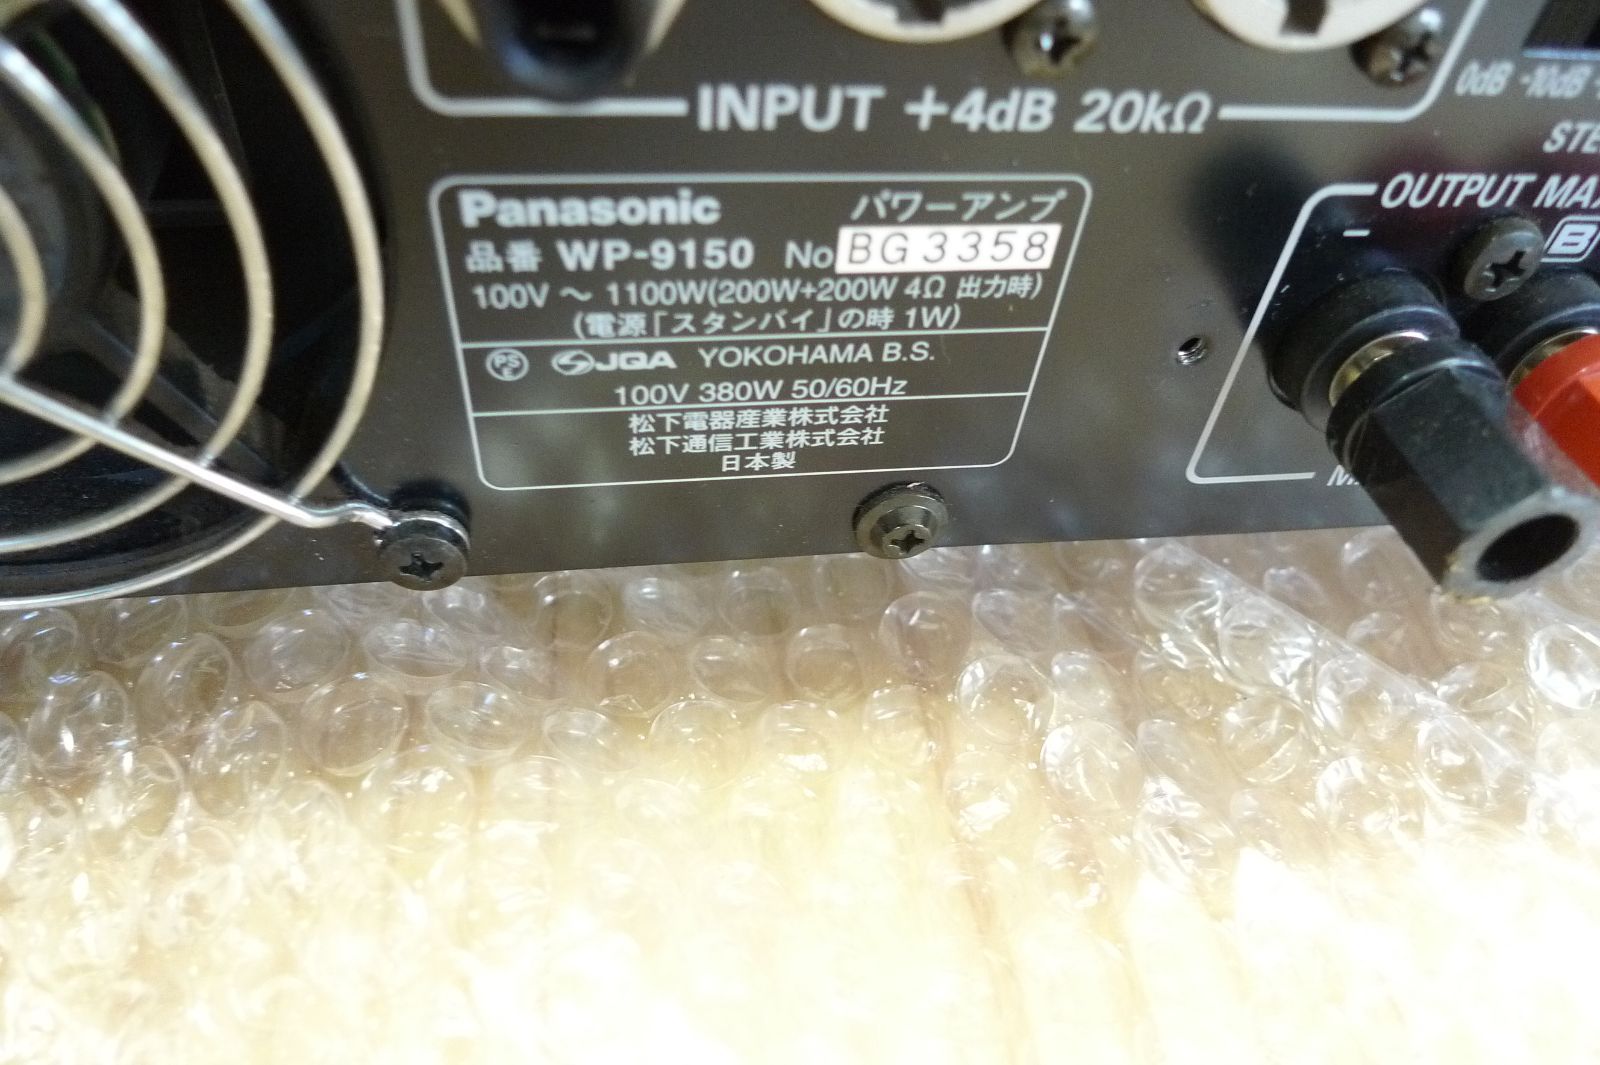 INPUT +4dB 20kΩ
0dB -10dB
OUTPUT
B
Panasonic パワーアンプ
品番 WP-9150 No BG3358
100V ～ 1100W(200W+200W 4Ω 出力時)
(電源「スタンバイ」の時 1W)
PSE JQA YOKOHAMA B.S.
100V 380W 50/60Hz
松下電器産業株式会社
松下通信工業株式会社
日本製